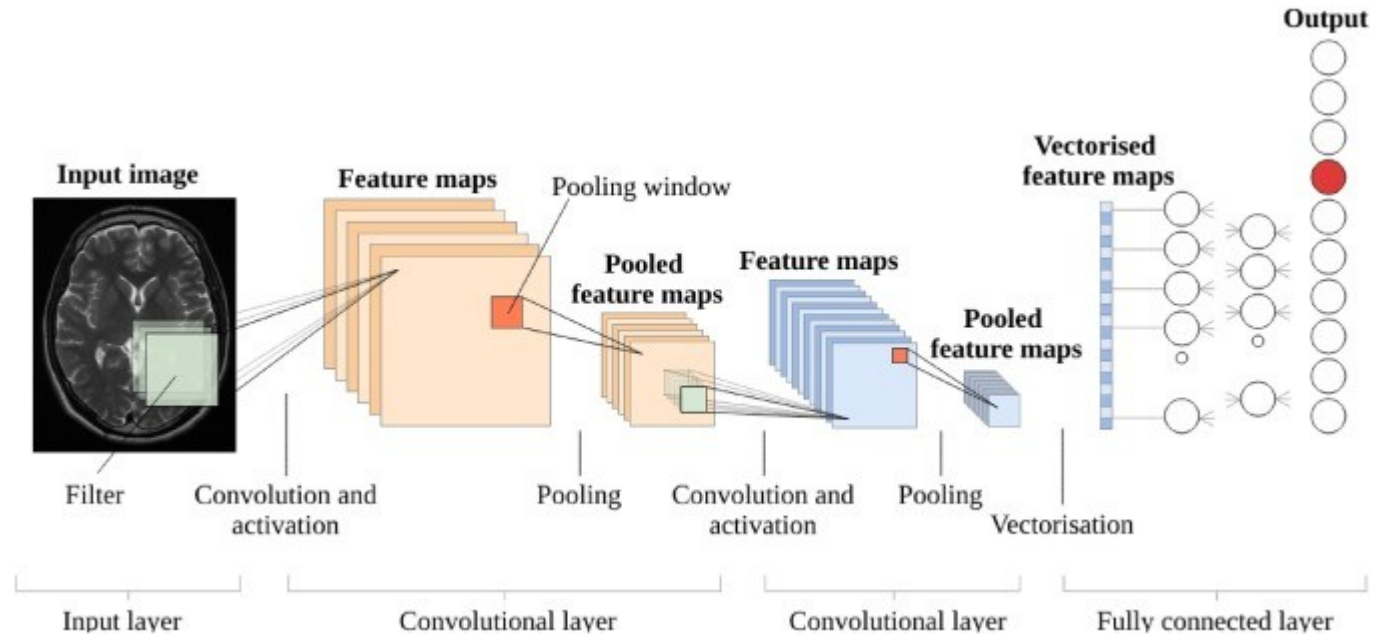 Output
Input image
Feature maps
Pooling window
Vectorised
feature maps
Pooled
feature maps
Feature maps
Pooled
feature maps
Filter
Convolution and
activation
Pooling
Convolution and
activation
Pooling
Vectorisation
Input layer
Convolutional layer
Convolutional layer
Fully connected layer